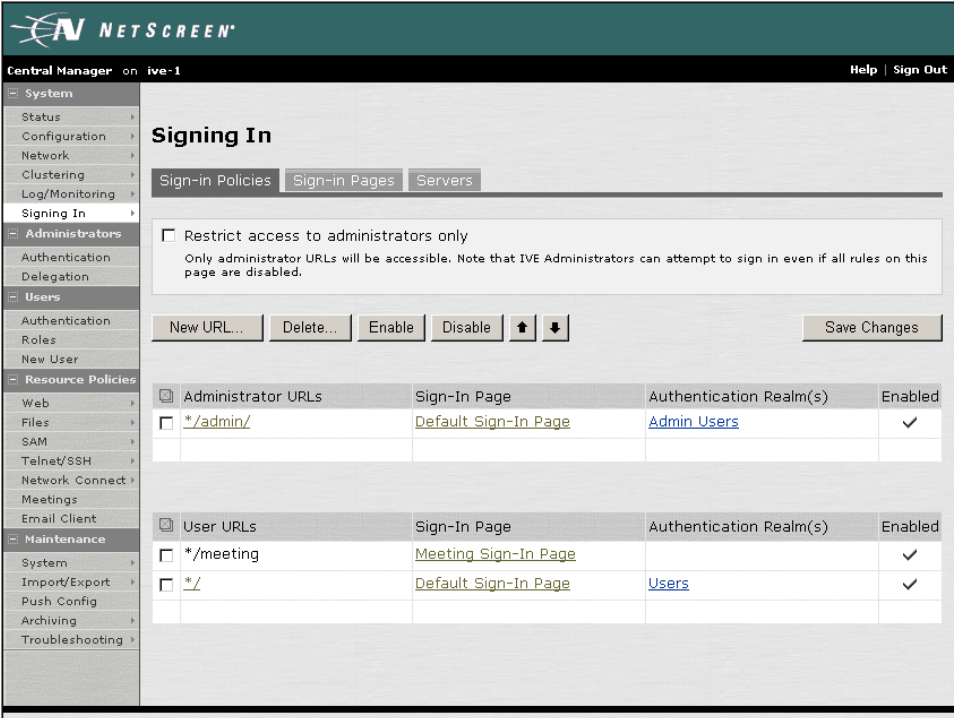 NETSCREEN®
Central Manager on ive-1
Help | Sign Out
System
Status
Configuration
Network
Clustering
Log/Monitoring
Signing In
Administrators
Authentication
Delegation
Users
Authentication
Roles
New User
Resource Policies
Web
Files
SAM
Telnet/SSH
Network Connect
Meetings
Email Client
Maintenance
System
Import/Export
Push Config
Archiving
Troubleshooting
Signing In
Sign-in Policies Sign-in Pages Servers
Restrict access to administrators only
Only administrator URLs will be accessible. Note that IVE Administrators can attempt to sign in even if all rules on this
page are disabled.
New URL... Delete... Enable Disable Save Changes
Administrator URLs Sign-In Page Authentication Realm(s) Enabled
*/admin/ Default Sign-In Page Admin Users
User URLs Sign-In Page Authentication Realm(s) Enabled
*/meeting Meeting Sign-In Page
*/ Default Sign-In Page Users